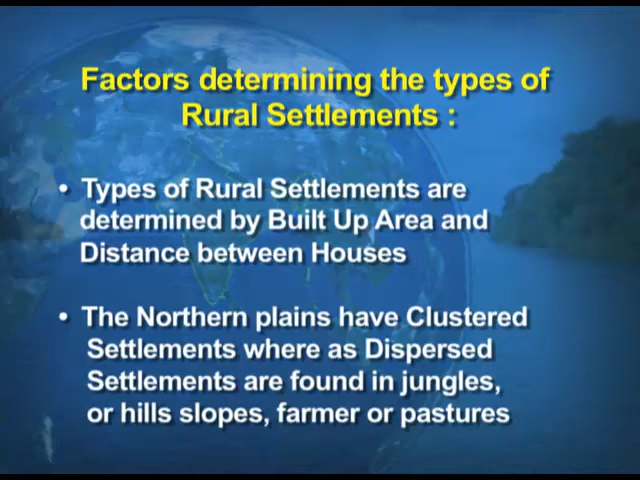 Factors determining the types of
Rural Settlements :
• Types of Rural Settlements are
determined by Built Up Area and
Distance between Houses
• The Northern plains have Clustered
Settlements where as Dispersed
Settlements are found in jungles,
or hills slopes, farmer or pastures